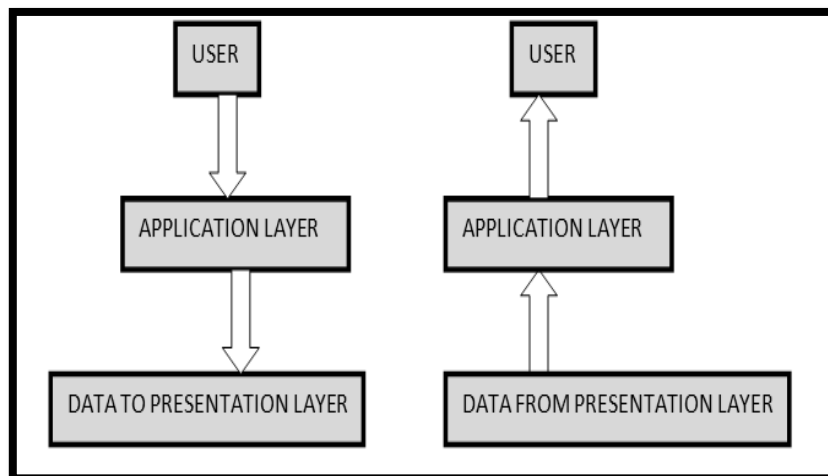 USER
APPLICATION LAYER
DATA TO PRESENTATION LAYER
USER
APPLICATION LAYER
DATA FROM PRESENTATION LAYER